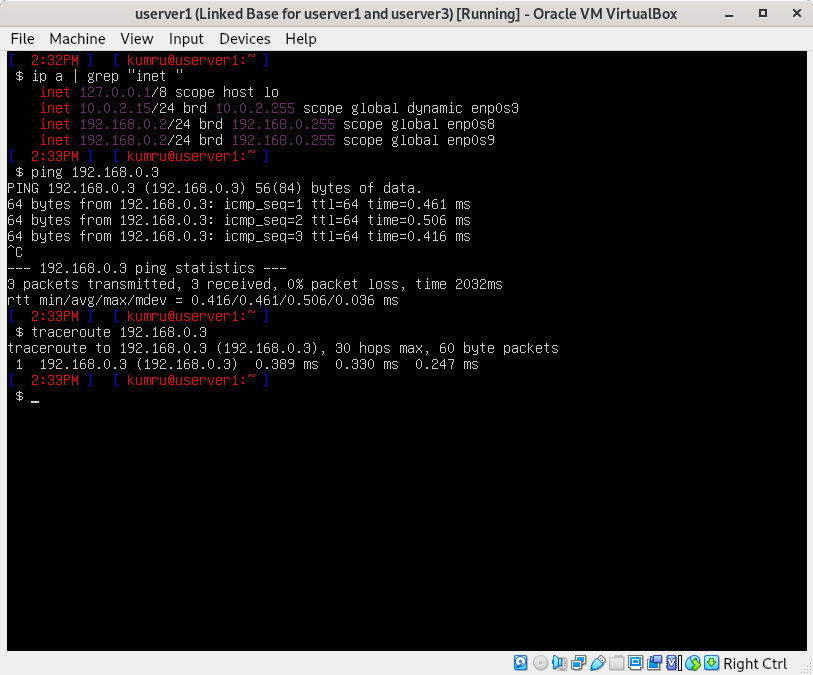 userver1 (Linked Base for userver1 and userver3) [Running] - Oracle VM VirtualBox
File Machine View Input Devices Help
[ 2:32PM ] [ kumru@userver1:~ ]
$ ip a | grep "inet "
inet 127.0.0.1/8 scope host lo
inet 10.0.2.15/24 brd 10.0.2.255 scope global dynamic enp0s3
inet 192.168.0.2/24 brd 192.168.0.255 scope global enp0s8
inet 192.168.0.2/24 brd 192.168.0.255 scope global enp0s9
[ 2:33PM ] [ kumru@userver1:~ ]
$ ping 192.168.0.3
PING 192.168.0.3 (192.168.0.3) 56(84) bytes of data.
64 bytes from 192.168.0.3: icmp_seq=1 ttl=64 time=0.461 ms
64 bytes from 192.168.0.3: icmp_seq=2 ttl=64 time=0.506 ms
64 bytes from 192.168.0.3: icmp_seq=3 ttl=64 time=0.416 ms
^C
--- 192.168.0.3 ping statistics ---
3 packets transmitted, 3 received, 0% packet loss, time 2032ms
rtt min/avg/max/mdev = 0.416/0.461/0.506/0.036 ms
[ 2:33PM ] [ kumru@userver1:~ ]
$ traceroute 192.168.0.3
traceroute to 192.168.0.3 (192.168.0.3), 30 hops max, 60 byte packets
1 192.168.0.3 (192.168.0.3) 0.389 ms 0.330 ms 0.247 ms
[ 2:33PM ] [ kumru@userver1:~ ]
$ _
Right Ctrl